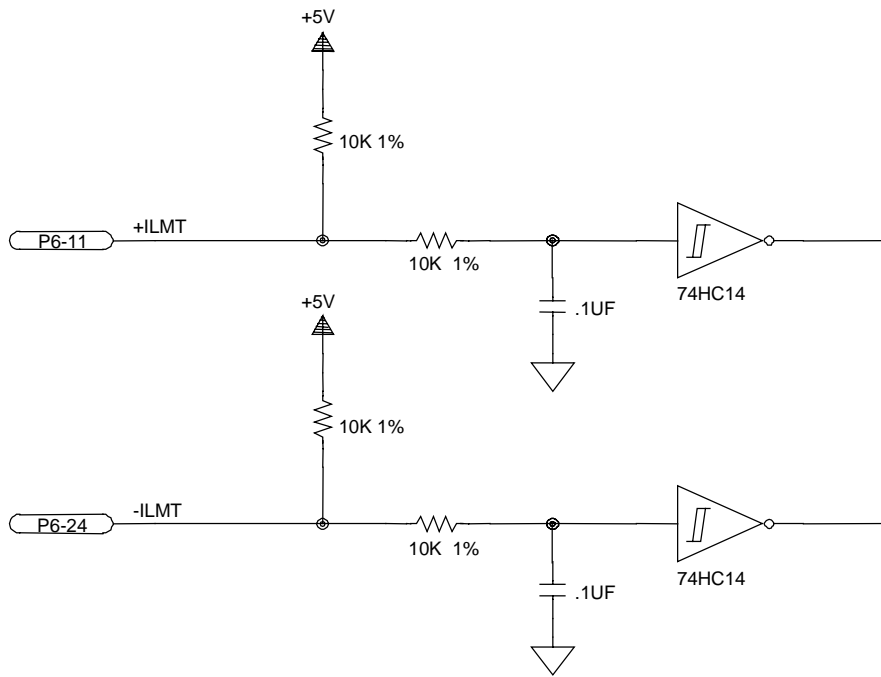 +5V
10K 1%
P6-11
+ILMT
10K 1%
74HC14
.1UF
+5V
10K 1%
P6-24
-ILMT
10K 1%
74HC14
.1UF